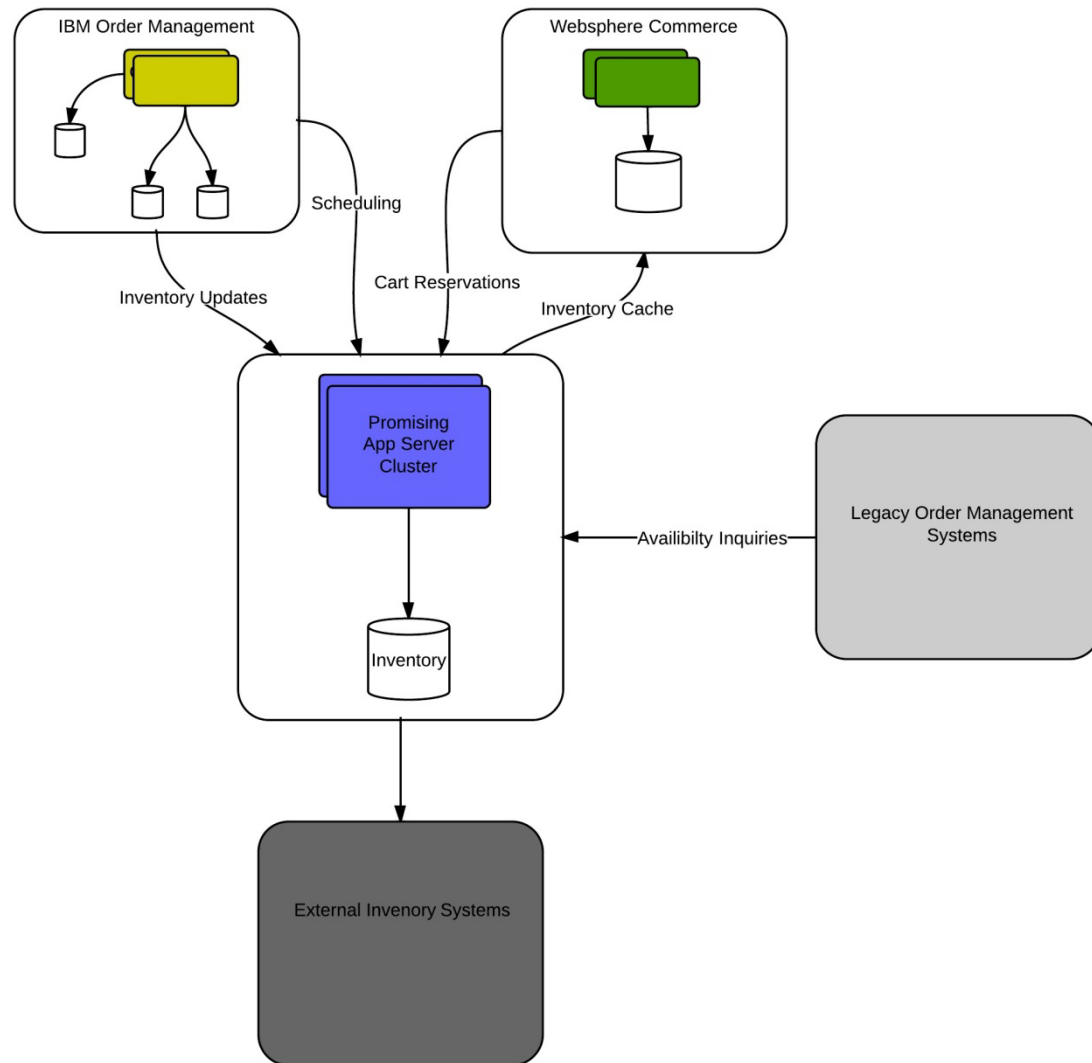 IBM Order Management
Websphere Commerce
Scheduling
Cart Reservations
Inventory Updates
Inventory Cache
Promising
App Server
Cluster
Inventory
Availibilty Inquiries
Legacy Order Management
Systems
External Invenory Systems